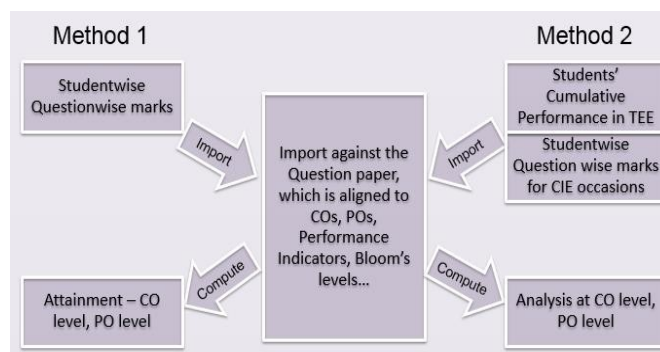 Method 1
Studentwise
Questionwise marks
Import
Attainment – CO
level, PO level
Compute
Import against the
Question paper,
which is aligned to
COs, POs,
Performance
Indicators, Bloom's
levels...
Method 2
Students'
Cumulative
Performance in TEE
Studentwise
Question wise marks
for CIE occasions
Import
Compute
Analysis at CO level,
PO level